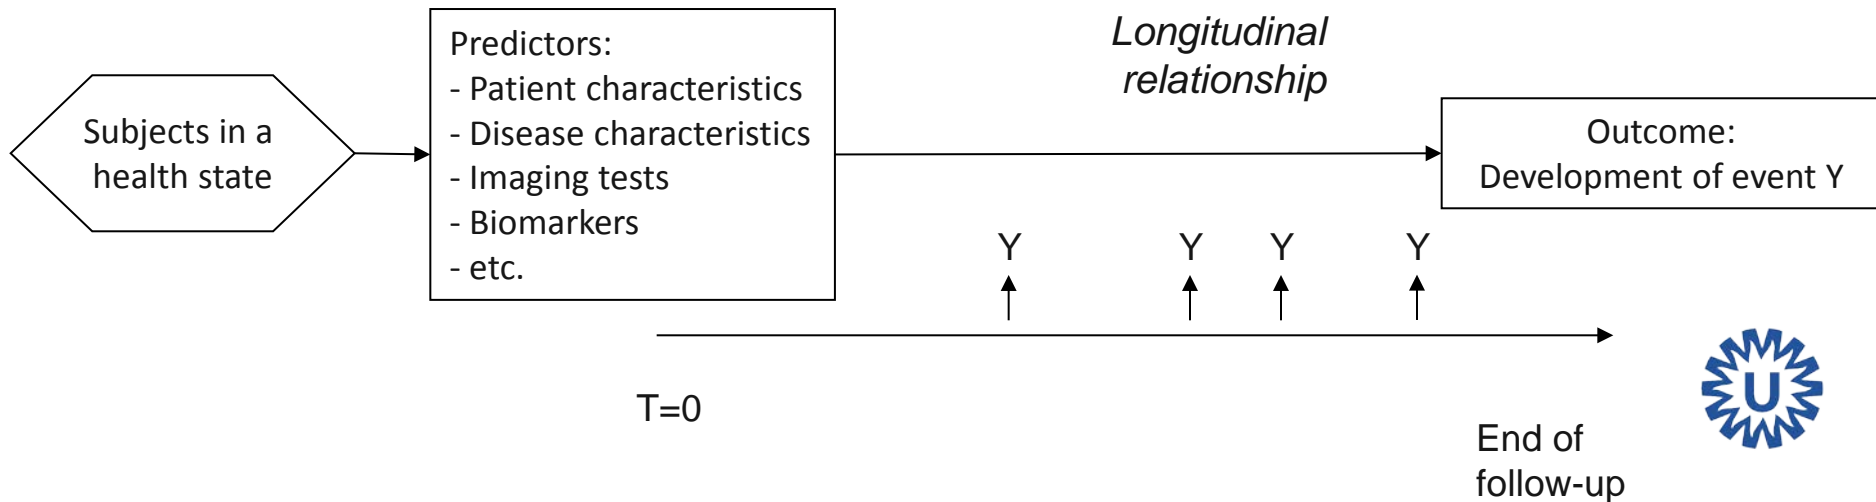 Subjects in a
health state
Predictors:
- Patient characteristics
- Disease characteristics
- Imaging tests
- Biomarkers
- etc.
Longitudinal
relationship
Outcome:
Development of event Y
Y Y Y Y
T=0
End of
follow-up
U